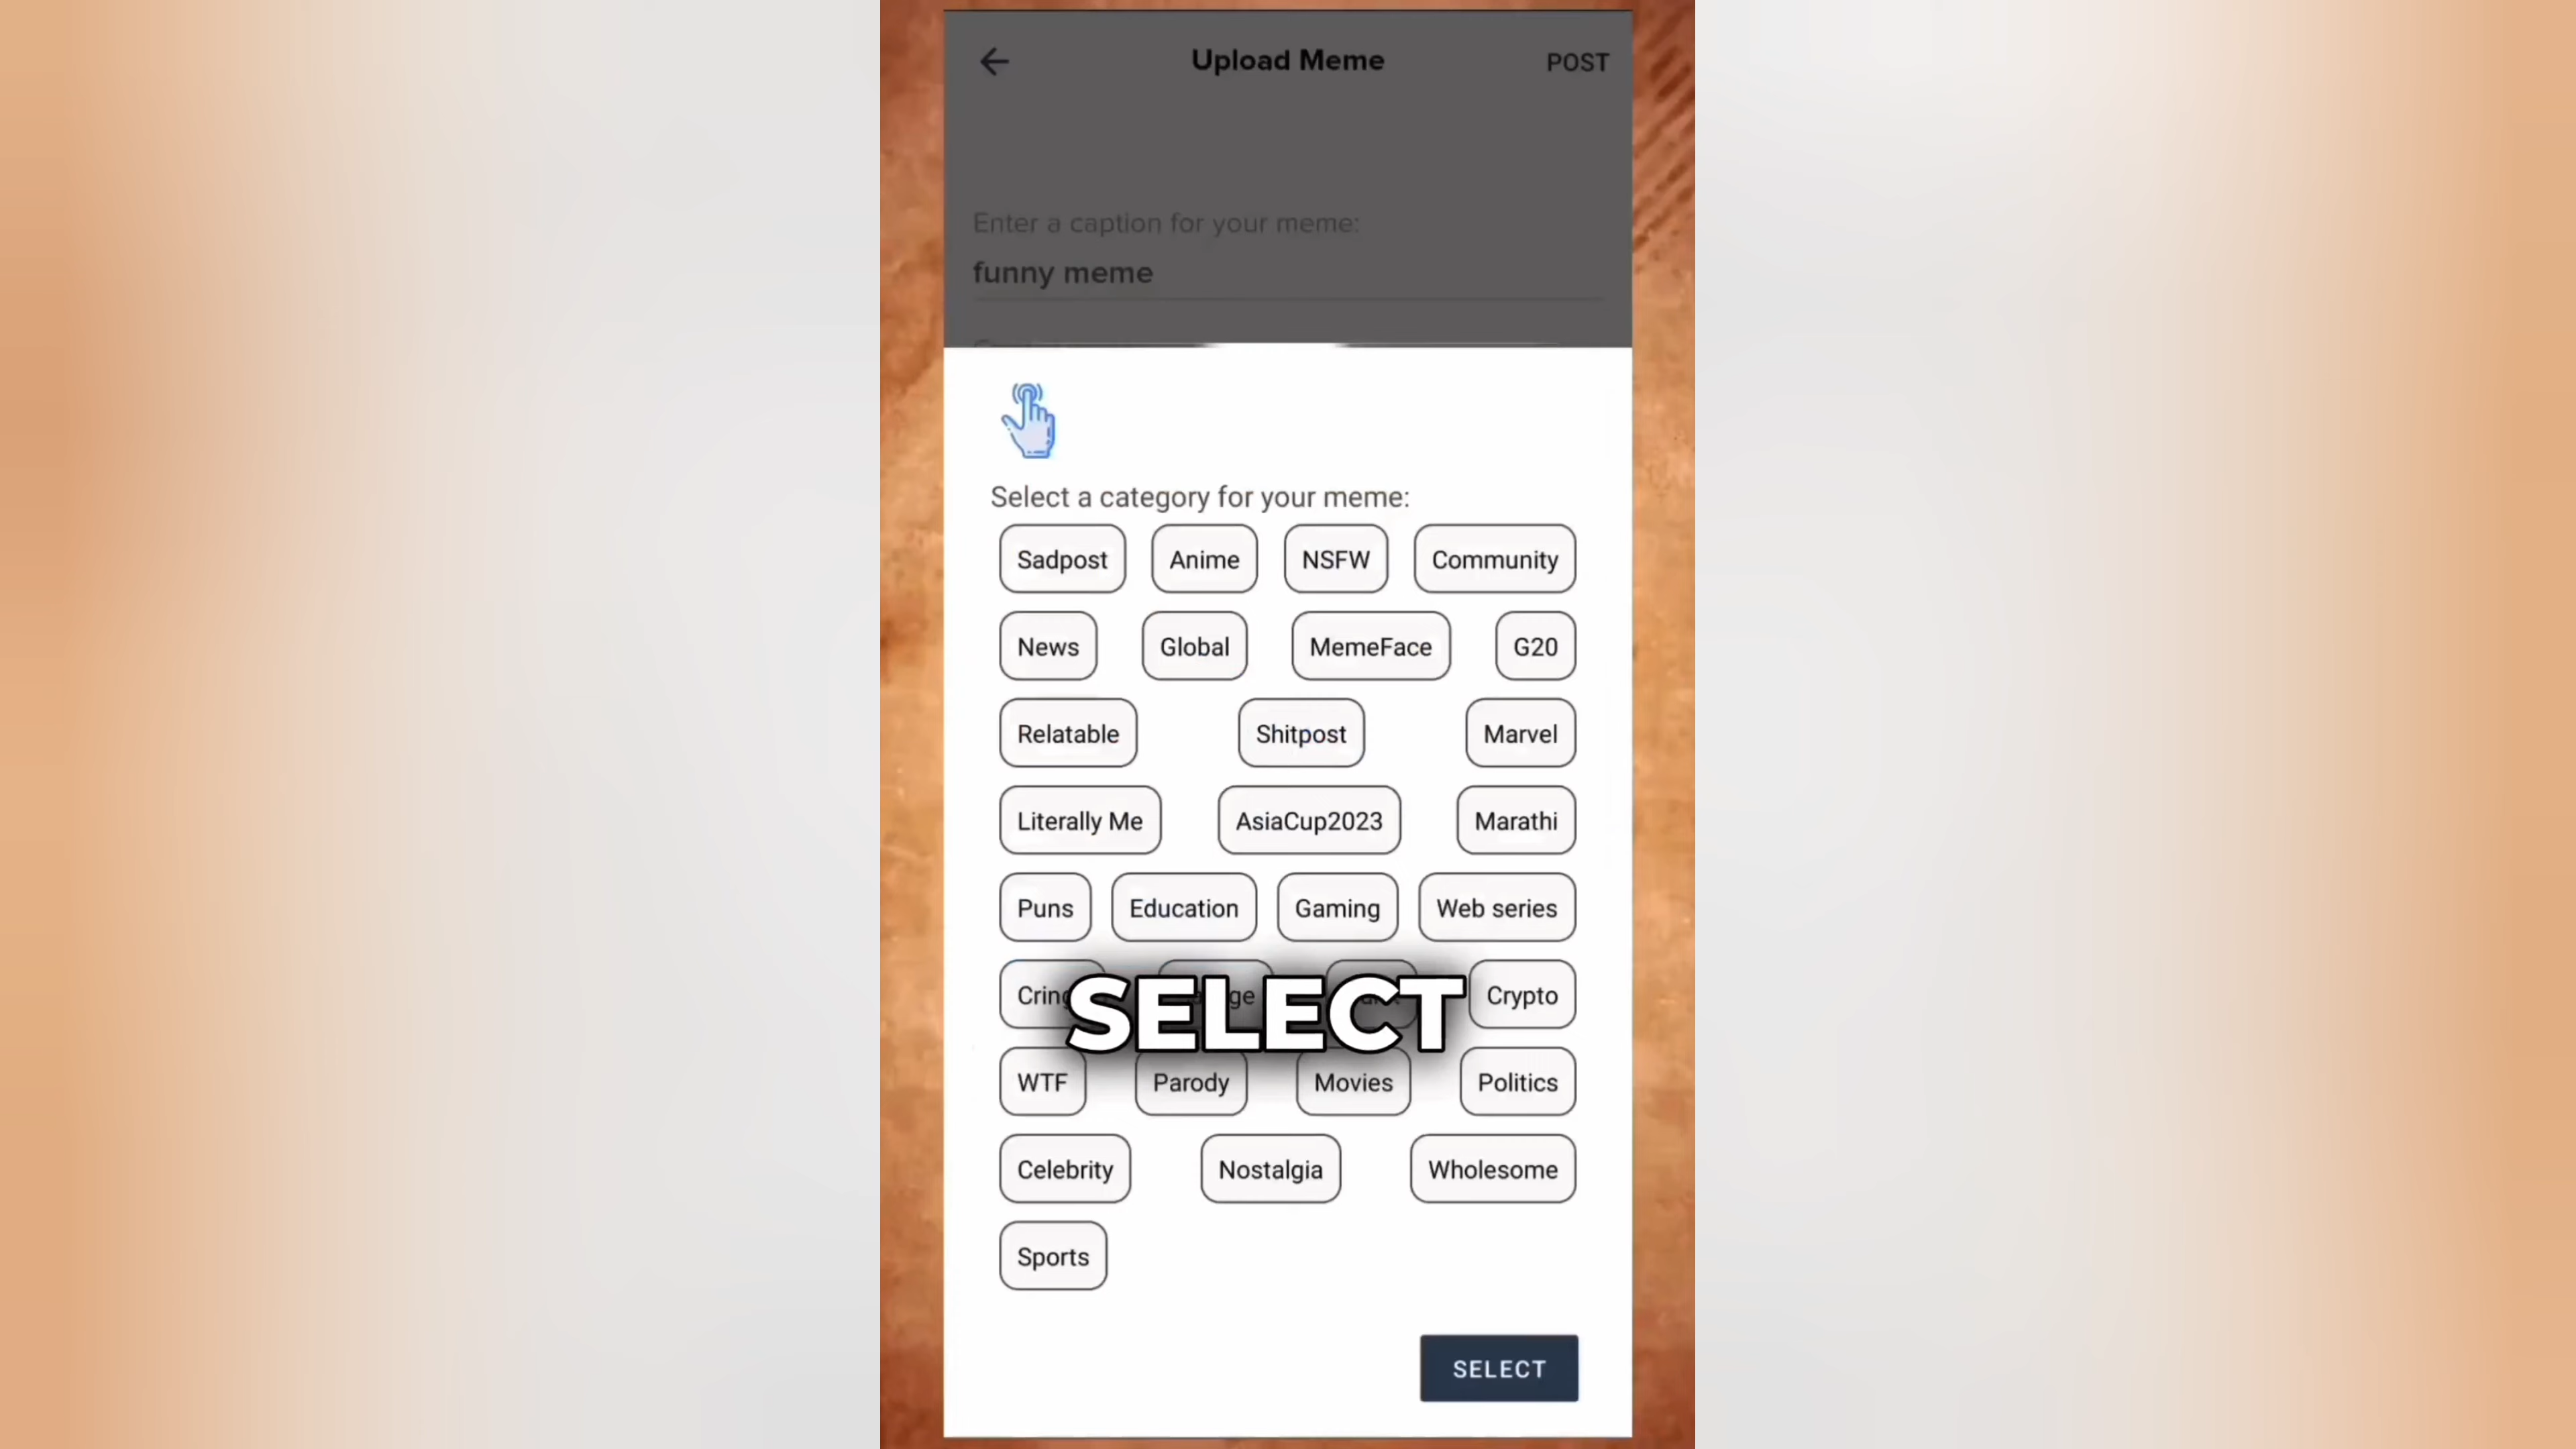 Upload Meme POST
Enter a caption for your meme:
funny meme
Select a category for your meme:
Sadpost Anime NSFW Community
News Global MemeFace G20
Relatable Shitpost Marvel
Literally Me AsiaCup2023 Marathi
Puns Education Gaming Web series
Crypto
SELECT
WTF Parody Movies Politics
Celebrity Nostalgia Wholesome
Sports
SELECT